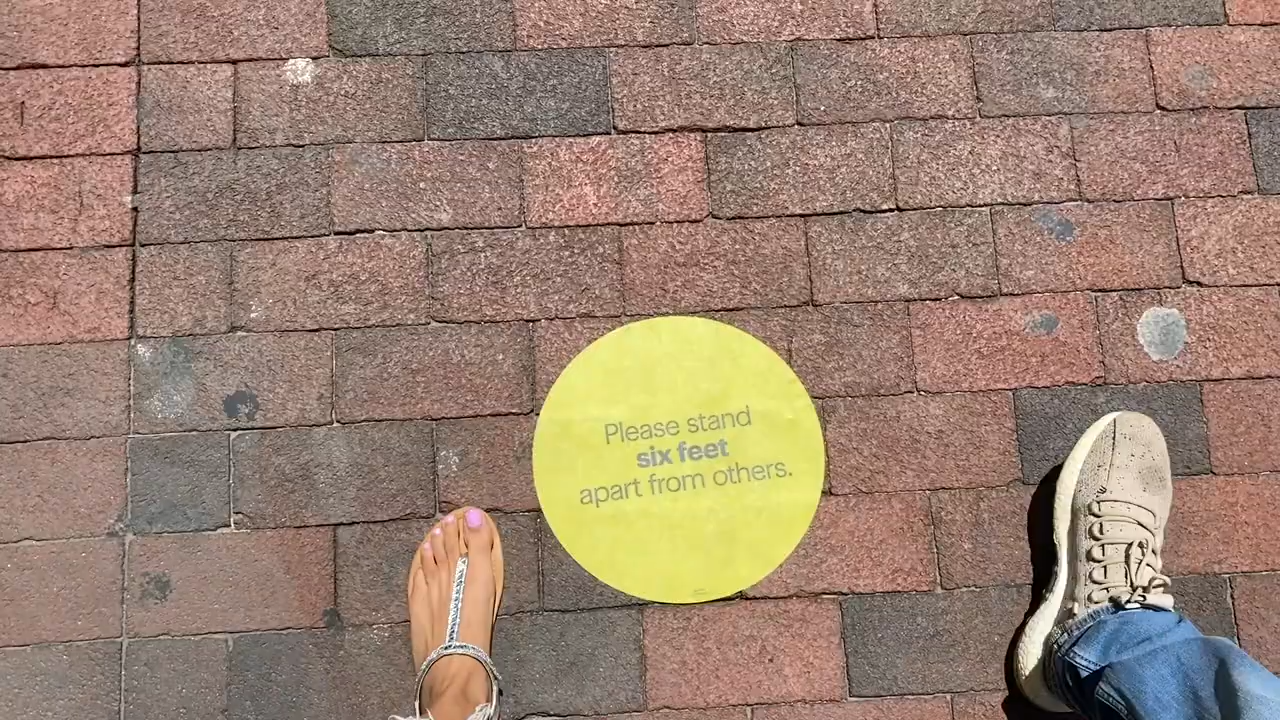 Please stand
six feet
apart from others.